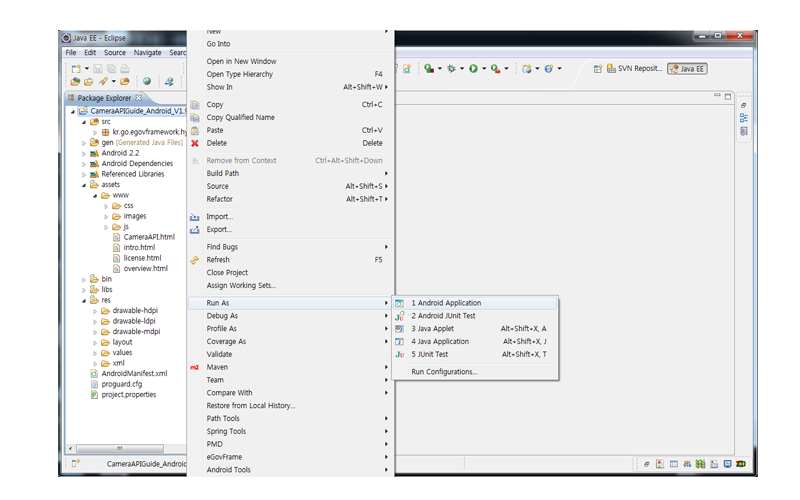 Java EE - Eclipse
File Edit Source Navigate
SVN Reposit... Java EE
Package Explorer
CameraAPIGuide_Android_V1.
src
kr.go.egovframework.hy
gen [Generated Java Files]
Android 2.2
Android Dependencies
Referenced Libraries
assets
www
css
images
js
CameraAPI.html
intro.html
license.html
overview.html
bin
libs
res
drawable-hdpi
drawable-ldpi
drawable-mdpi
layout
values
xml
AndroidManifest.xml
proguard.cfg
project.properties
CameraAPIGuide_Android
New
Go Into
Open in New Window
Open Type Hierarchy F4
Show In Alt+Shift+W
Copy Ctrl+C
Copy Qualified Name
Paste Ctrl+V
Delete Delete
Remove from Context Ctrl+Alt+Shift+Down
Build Path
Source Alt+Shift+S
Refactor Alt+Shift+T
Import...
Export...
Find Bugs
Refresh F5
Close Project
Assign Working Sets...
Run As
Debug As
Profile As
Coverage As
Validate
m2 Maven
Team
Compare With
Restore from Local History...
Path Tools
Spring Tools
PMD
eGovFrame
Android Tools
1 Android Application
2 Android JUnit Test
3 Java Applet Alt+Shift+X, A
4 Java Application Alt+Shift+X, J
5 JUnit Test Alt+Shift+X, T
Run Configurations...